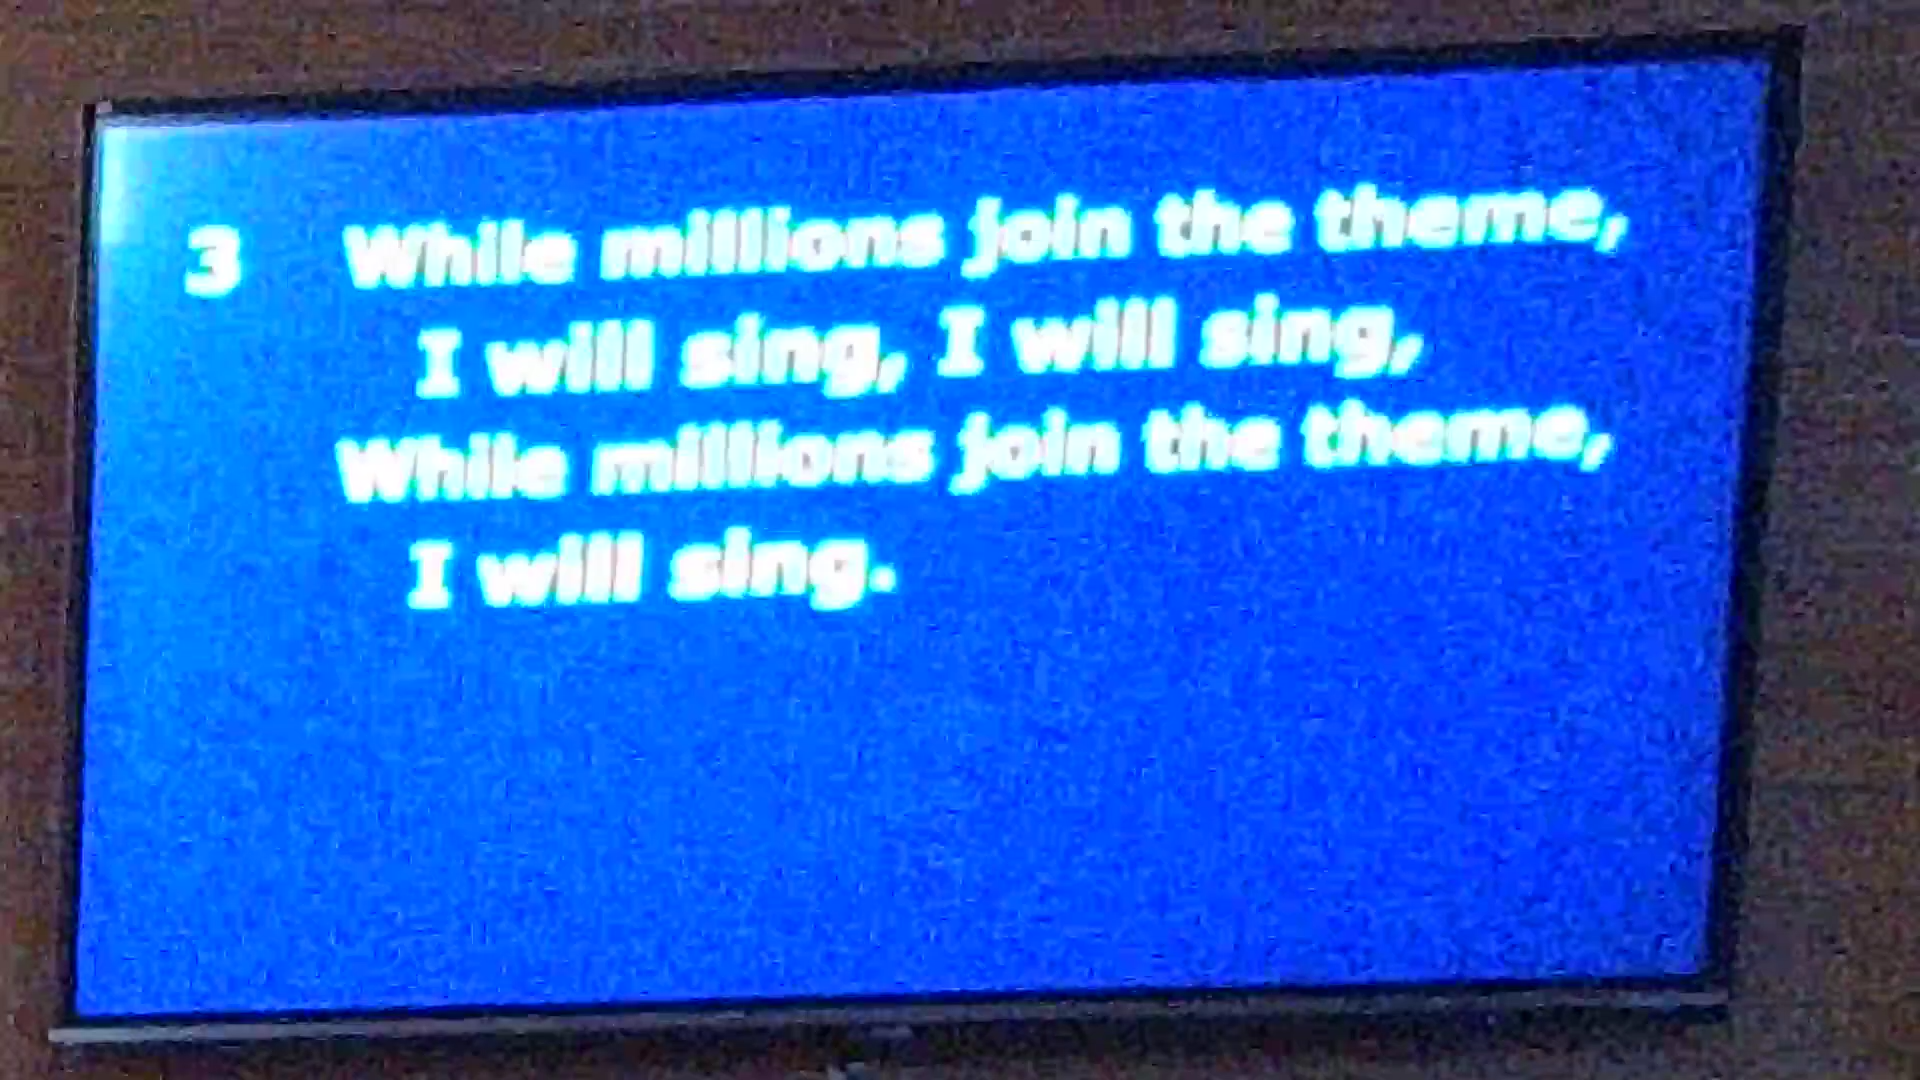 3 While millions join the theme,
I will sing, I will sing,
While millions join the theme,
I will sing.